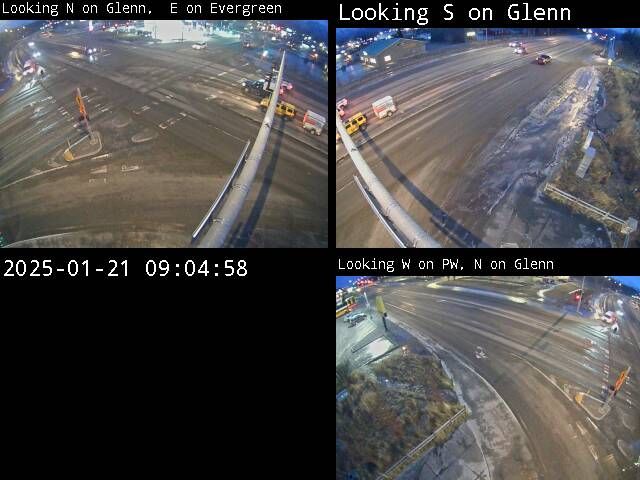 Looking N on Glenn,  E on Evergreen
Looking S on Glenn
2025-01-21 09:04:58
Looking W on PW, N on Glenn